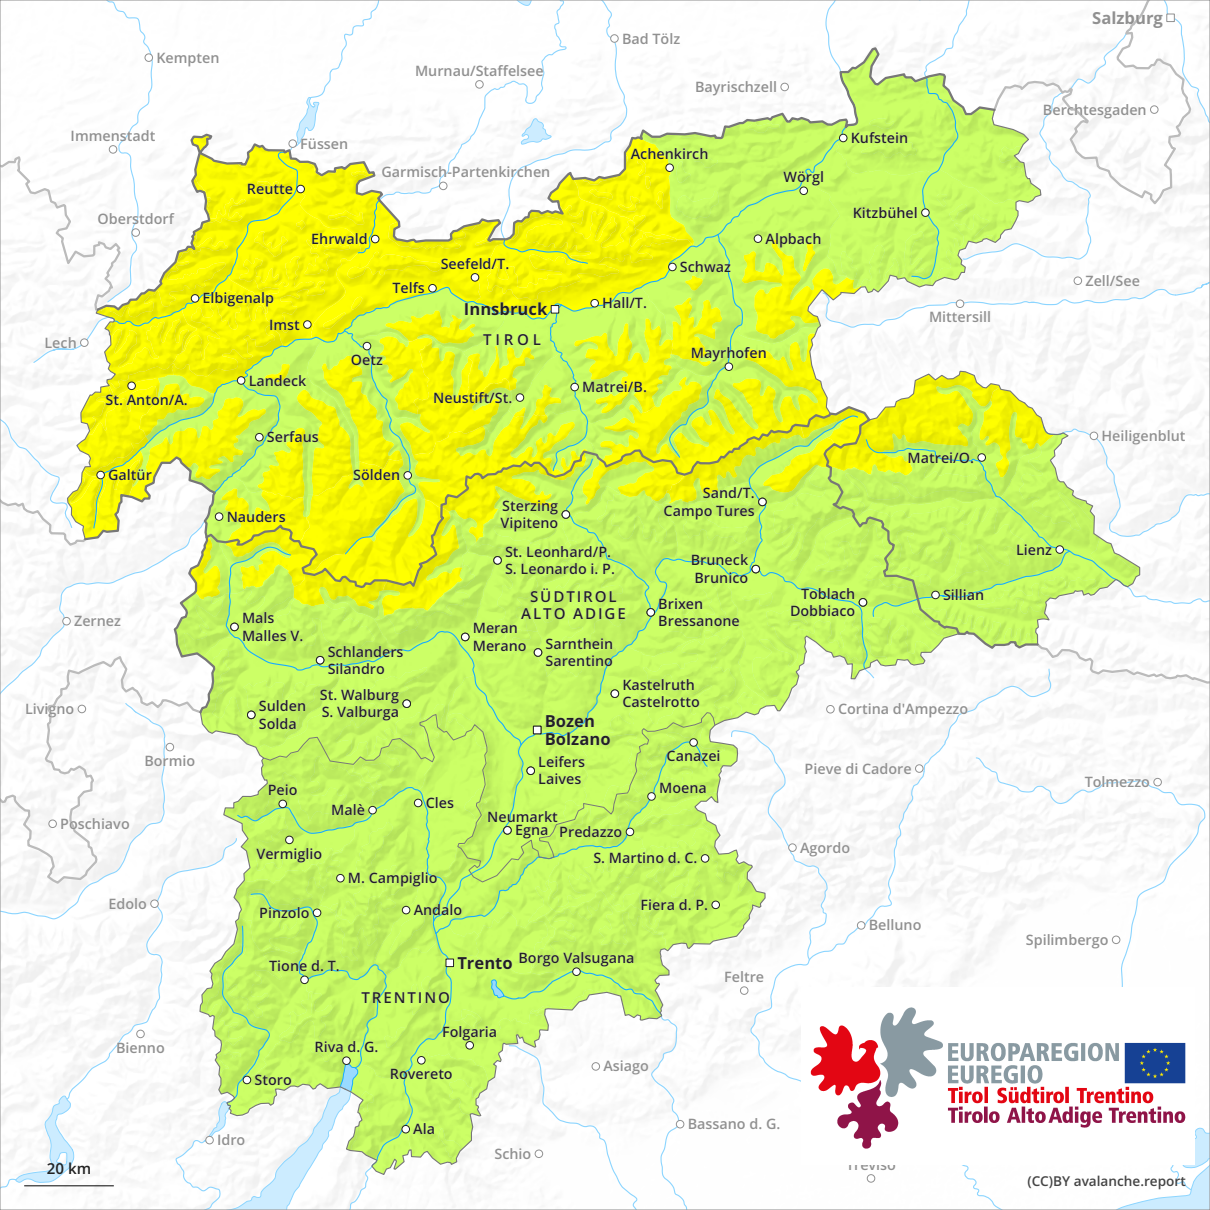 Salzburg
Bad Tölz
Kempten
Murnau/Staffelsee
Bayrischzell
Berchtesgaden
Immenstadt
Füssen
Kufstein
Achenkirch
Garmisch-Partenkirchen
Wörgl
Reutte
Oberstdorf
Kitzbühel
Ehrwald
Alpbach
Seefeld/T.
Schwaz
Zell/See
Telfs
Elbigenalp
Hall/T.
Innsbruck
Mittersill
Imst
TIROL
Lech
Oetz
Mayrhofen
Landeck
St. Anton/A.
Matrei/B.
Neustift/St.
Serfaus
Heiligenblut
Matrei/O.
Galtür
Sölden
Sand/T.
Campo Tures
Sterzing
Vipiteno
Nauders
St. Leonhard/P.
S. Leonardo i. P.
Bruneck
Brunico
Lienz
SÜDTIROL
ALTO ADIGE
Toblach
Dobbiaco
Sillian
Brixen
Bressanone
Zernez
Mals
Malles V.
Meran
Merano
Sarnthein
Sarentino
Schlanders
Silandro
Kastelruth
Castelrotto
St. Walburg
S. Valburga
Livigno
Sulden
Solda
Cortina d'Ampezzo
Bozen
Bolzano
Bormio
Canazei
Leifers
Laives
Pieve di Cadore
Tolmezzo
Peio
Moena
Malè
Cles
Neumarkt
Egna
Predazzo
Poschiavo
Vermiglio
Agordo
S. Martino d. C.
M. Campiglio
Edolo
Pinzolo
Andalo
Fiera d. P.
Belluno
Spilimbergo
Trento
Borgo Valsugana
Tione d. T.
Feltre
TRENTINO
Folgaria
Bienno
Riva d. G.
Rovereto
Asiago
Storo
EUROPAREGION
EUREGIO
Tirol Südtirol Trentino
Tirolo Alto Adige Trentino
Ala
Bassano d. G.
Idro
Schio
Treviso
20 km
(CC)BY avalanche.report